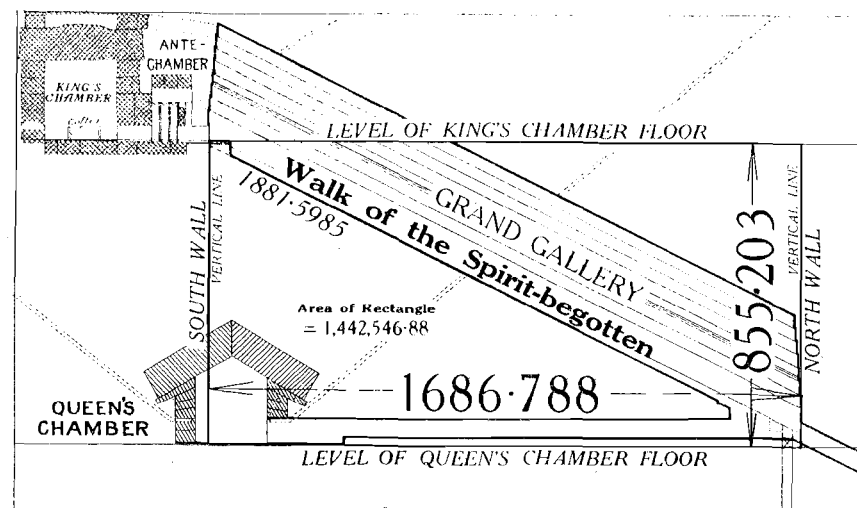 ANTE-
CHAMBER
KING'S
CHAMBER
Coffer
LEVEL OF KING'S CHAMBER FLOOR
Walk of the Spirit-begotten
1881·5985
GRAND GALLERY
SOUTH WALL
VERTICAL LINE
855·203
VERTICAL LINE
NORTH WALL
Area of Rectangle
= 1,442,546·88
1686·788
QUEEN'S
CHAMBER
LEVEL OF QUEEN'S CHAMBER FLOOR